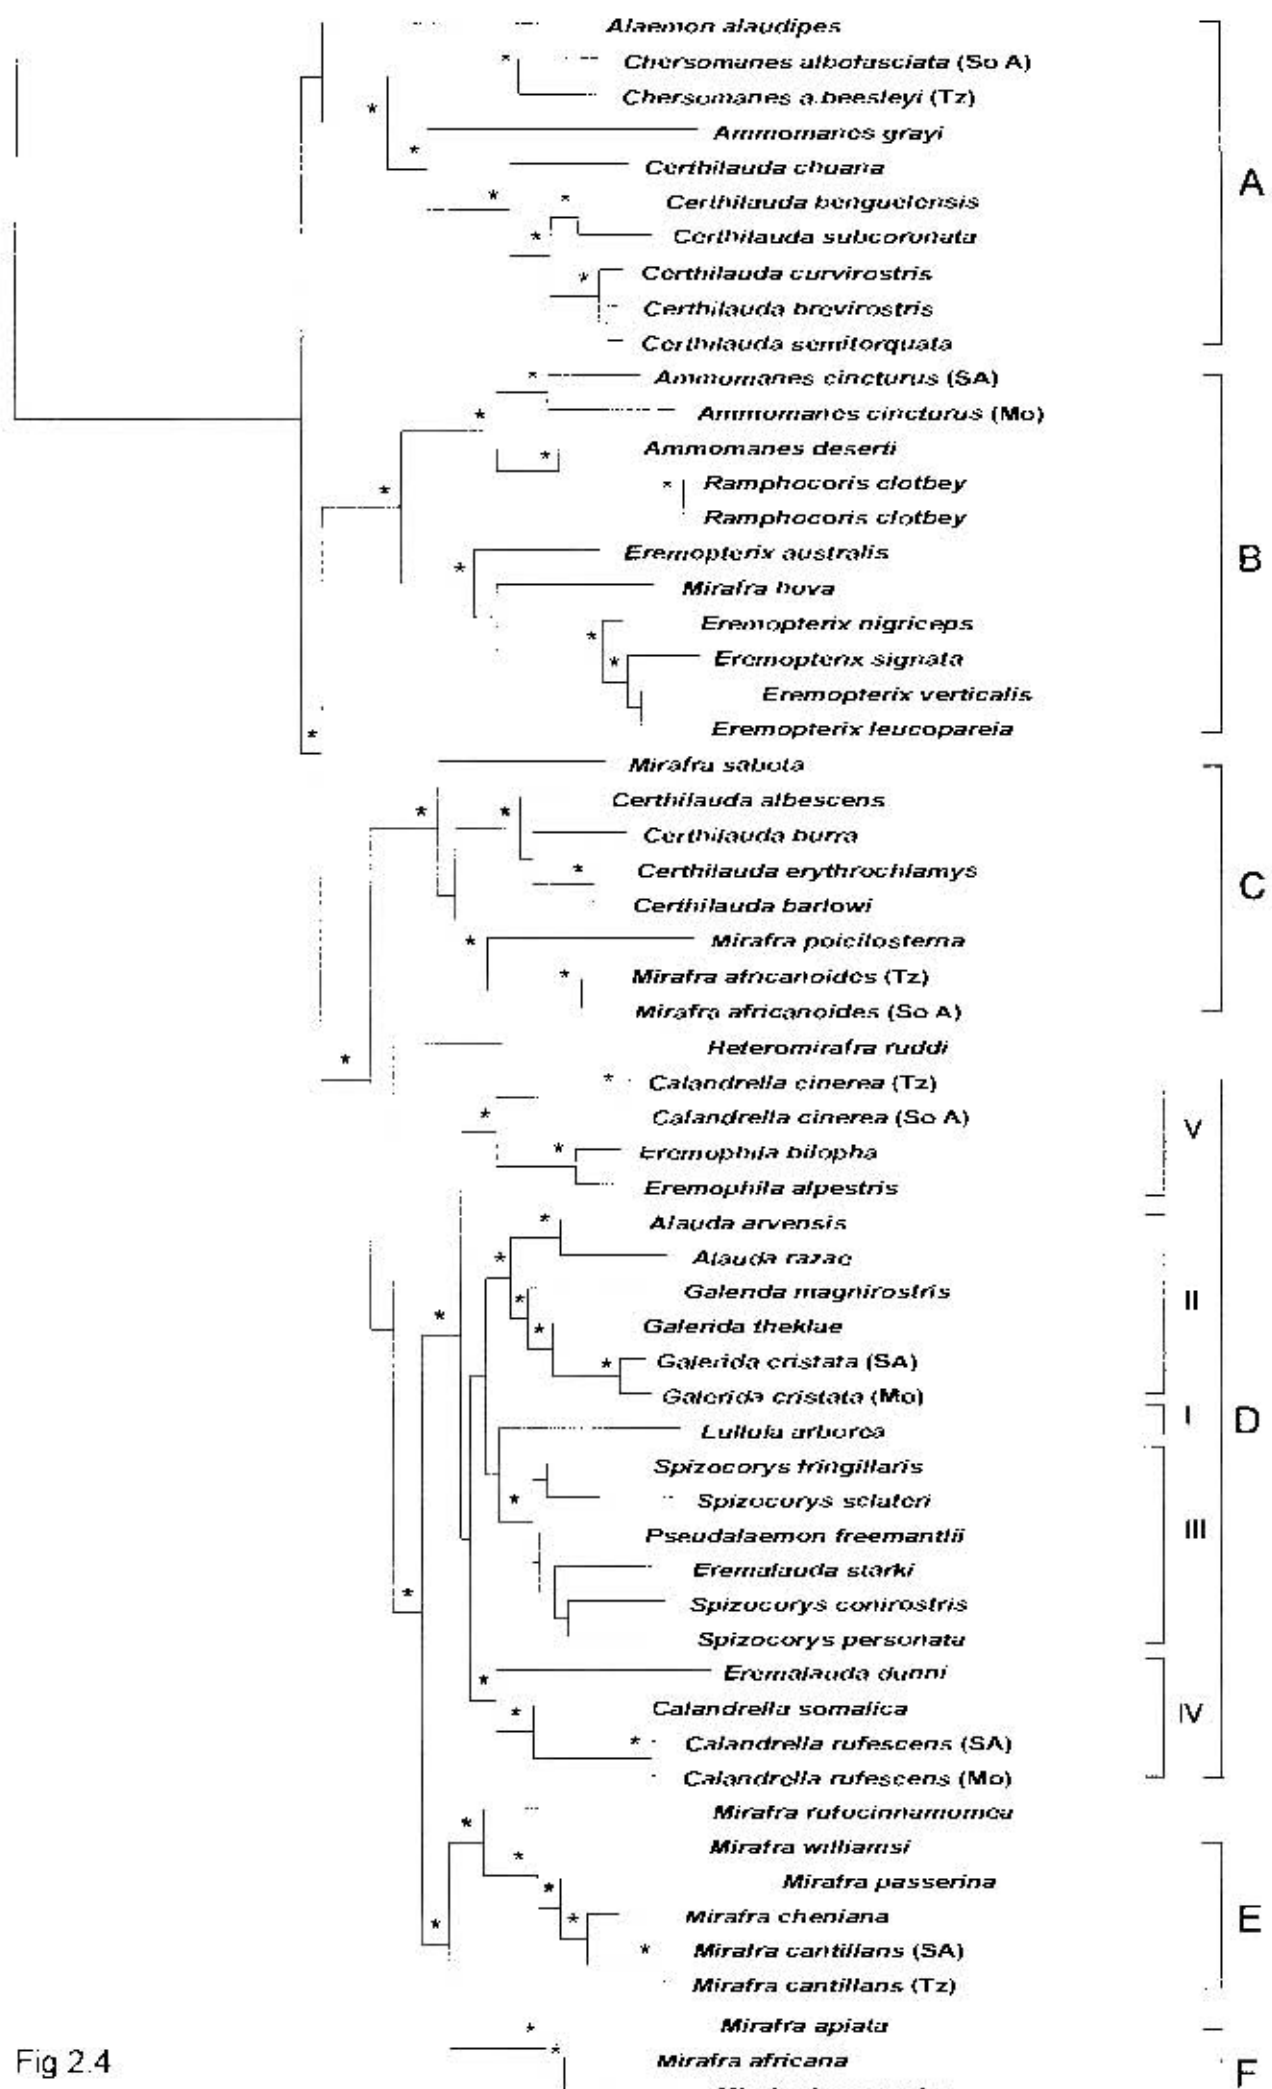 Alaemon alaudipes
Chersomanes albofasciata (So A)
Chersomanes a.beesleyi (Tz)
Ammomanes grayi
Certhilauda chuana
A
Certhilauda benguelensis
Certhilauda subcoronata
Certhilauda curvirostris
Certhilauda brevirostris
Certhilauda semitorquata
Ammomanes cincturus (SA)
Ammomanes cincturus (Mo)
Ammomanes deserti
Ramphocoris clotbey
Ramphocoris clotbey
Eremopterix australis
B
Mirafra hova
Eremopterix nigriceps
Eremopterix signata
Eremopterix verticalis
Eremopterix leucopareia
Mirafra sabota
Certhilauda albescens
Certhilauda burra
Certhilauda erythrochlamys
C
Certhilauda barlowi
Mirafra poicilosterna
Mirafra africanoides (Tz)
Mirafra africanoides (So A)
Heteromirafra ruddi
Calandrella cinerea (Tz)
Calandrella cinerea (So A)
V
Eremophila bilopha
Eremophila alpestris
Alauda arvensis
Alauda razae
Galerida magnirostris
II
Galerida theklae
Galerida cristata (SA)
Galerida cristata (Mo)
I
D
Lullula arborea
Spizocorys fringillaris
Spizocorys sclateri
III
Pseudalaemon freemantlii
Eremalauda starki
Spizocorys conirostris
Spizocorys personata
Eremalauda dunni
Calandrella somalica
IV
Calandrella rufescens (SA)
Calandrella rufescens (Mo)
Mirafra rufocinnamomea
Mirafra williamsi
Mirafra passerina
Mirafra cheniana
E
Mirafra cantillans (SA)
Mirafra cantillans (Tz)
Mirafra apiata
Mirafra africana
F
Fig 2.4